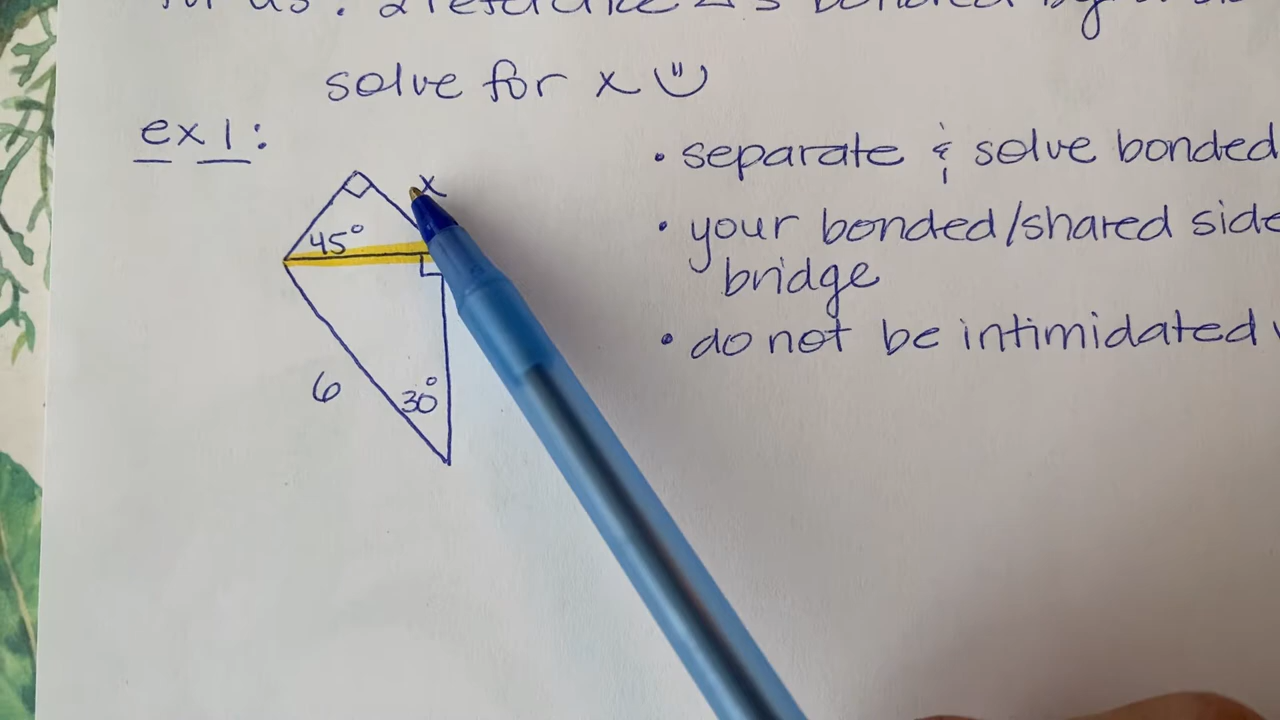 solve for x
ex 1:
x
45°
6
30°
• separate & solve bonded
• your bonded/shared side
bridge
• do not be intimidated